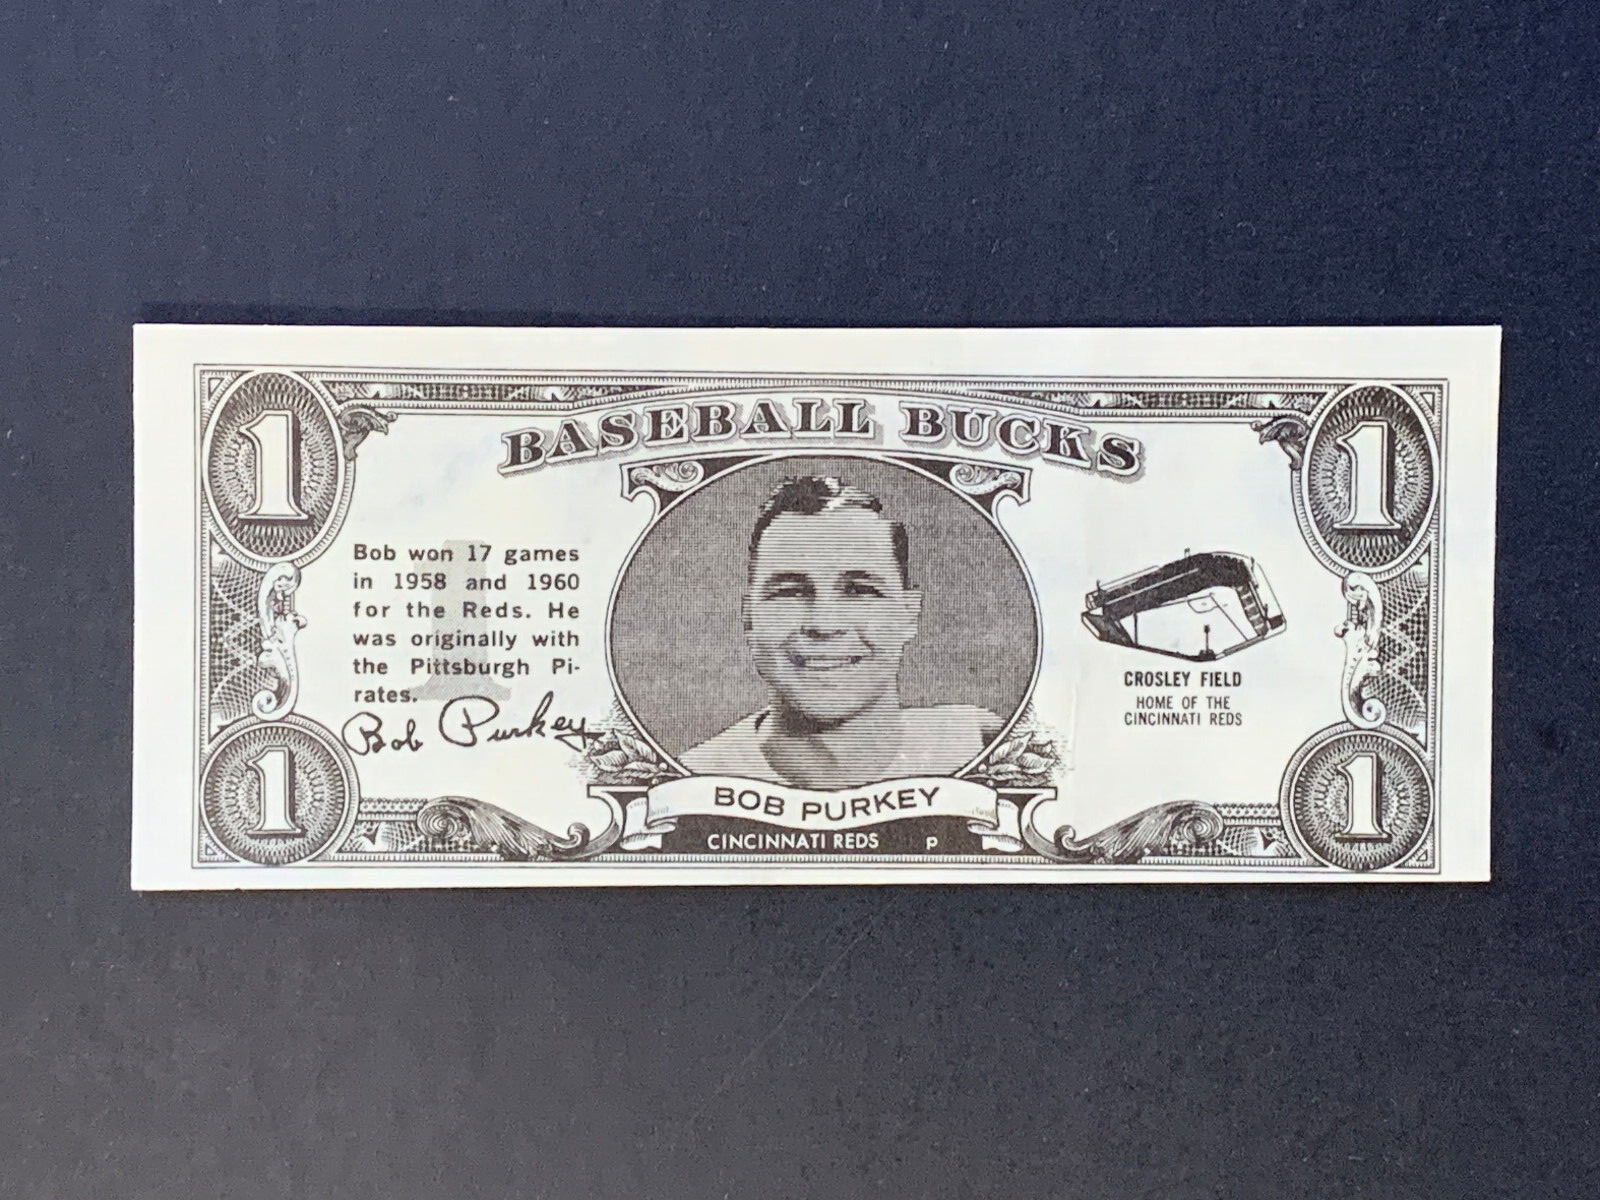 1
1
BASEBALL BUCKS
Bob won 17 games
in 1958 and 1960
for the Reds. He
was originally with
the Pittsburgh Pi-
rates.
1
Bob Purkey
CROSLEY FIELD
HOME OF THE
CINCINNATI REDS
BOB PURKEY
CINCINNATI REDS P
1
1